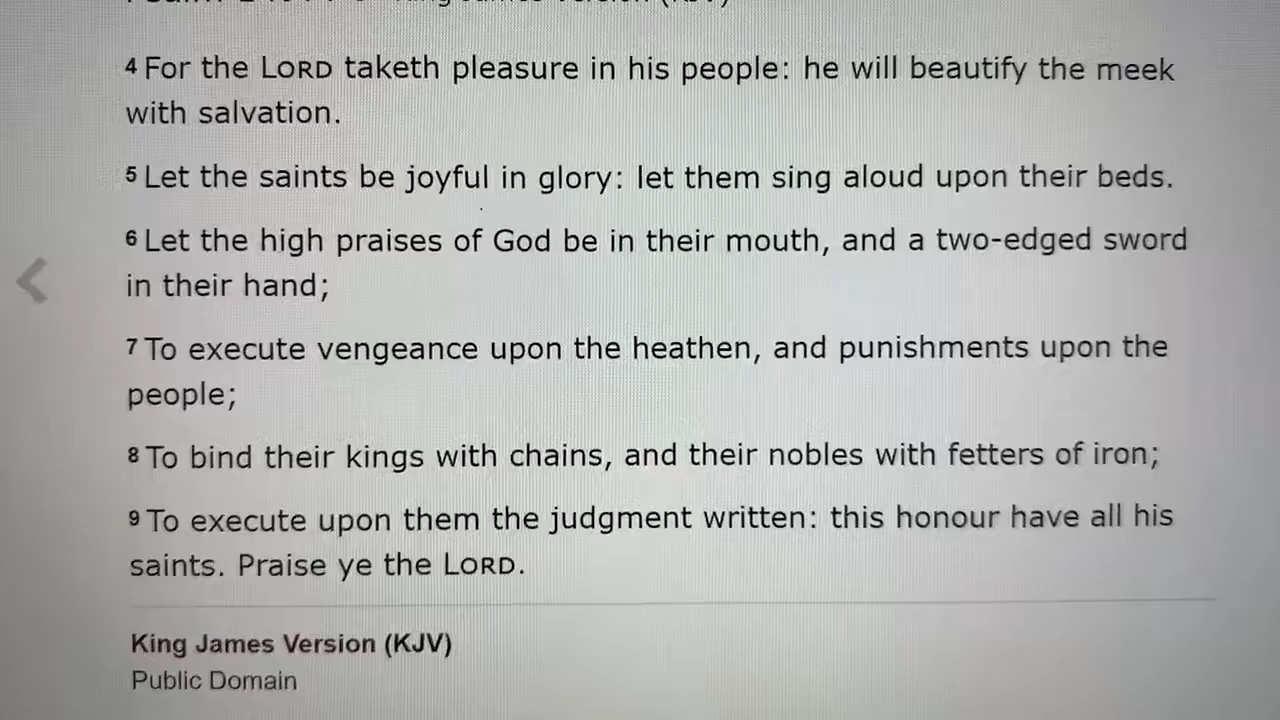 4 For the LORD taketh pleasure in his people: he will beautify the meek
with salvation.
5 Let the saints be joyful in glory: let them sing aloud upon their beds.
6 Let the high praises of God be in their mouth, and a two-edged sword
in their hand;
7 To execute vengeance upon the heathen, and punishments upon the
people;
8 To bind their kings with chains, and their nobles with fetters of iron;
9 To execute upon them the judgment written: this honour have all his
saints. Praise ye the LORD.
King James Version (KJV)
Public Domain